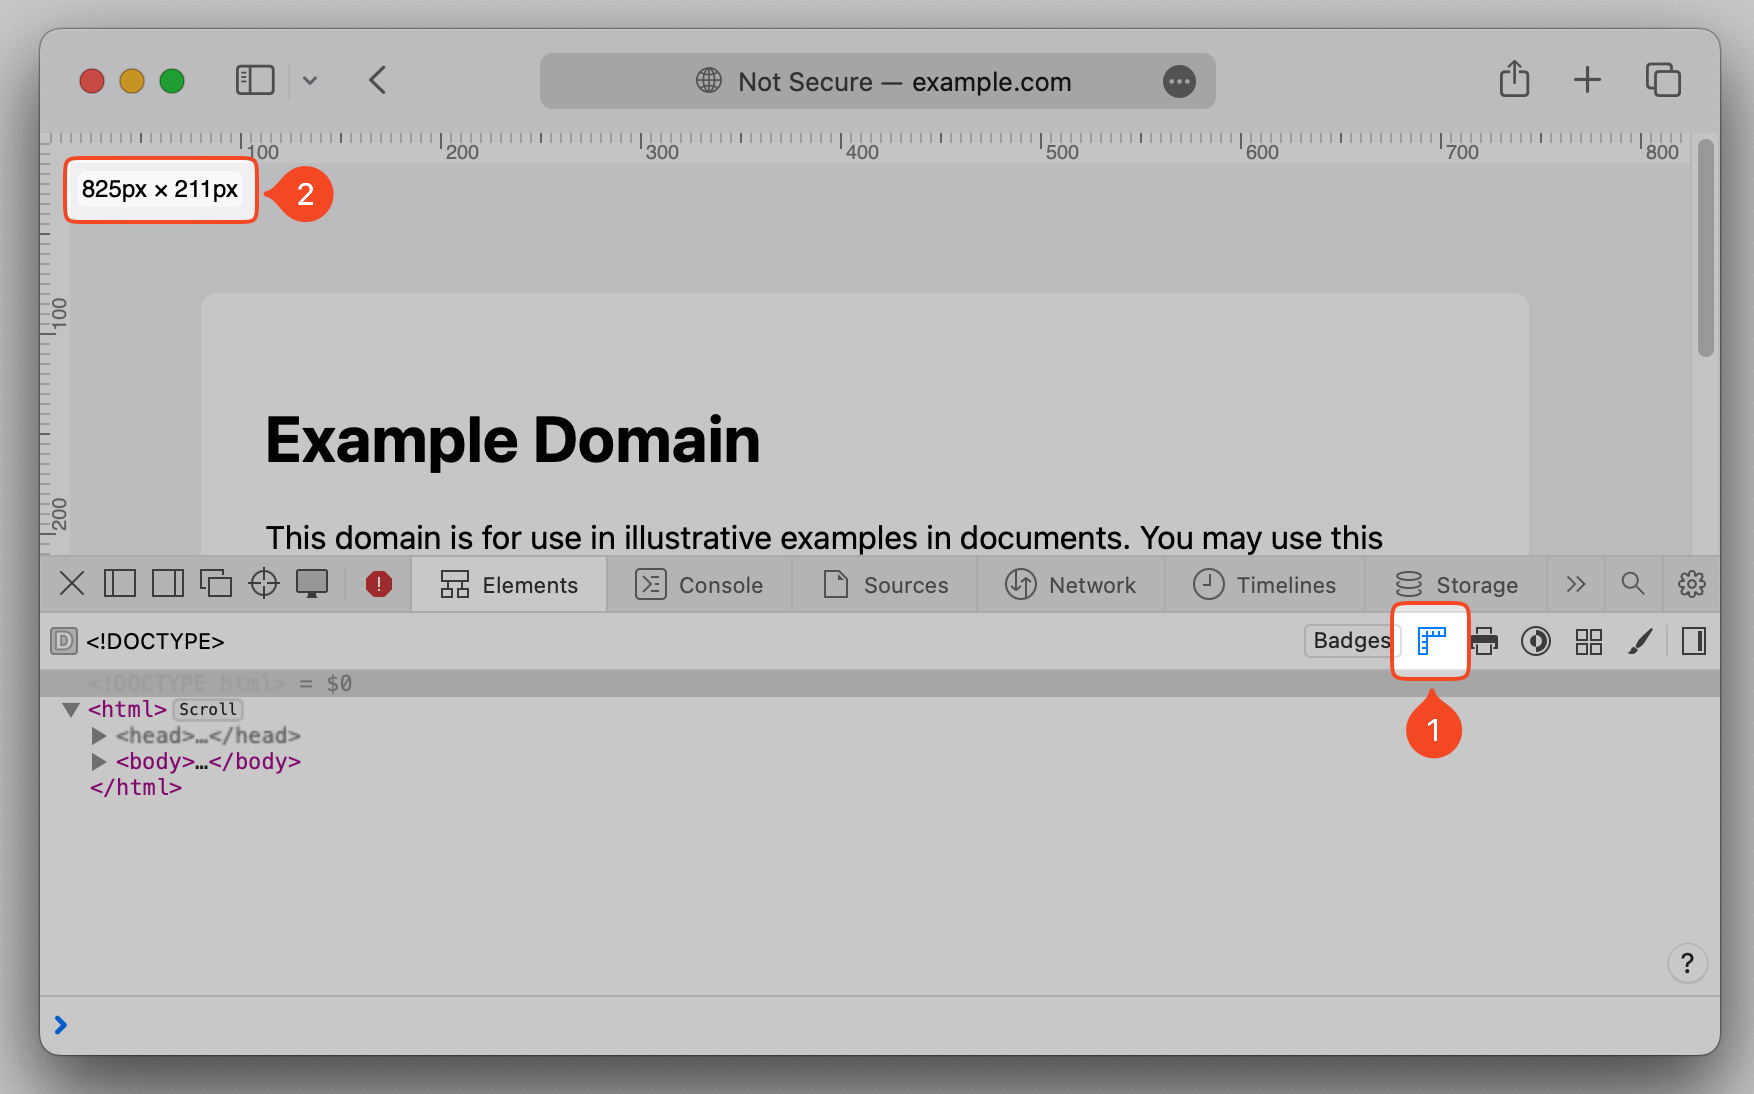 Not Secure — example.com
100 200 300 400 500 600 700 800
825px × 211px
2
100
200
Example Domain
This domain is for use in illustrative examples in documents. You may use this
Elements Console Sources Network Timelines Storage
D <!DOCTYPE> Badges
<!DOCTYPE html> = $0
<html> Scroll
<head>…</head>
<body>…</body>
</html>
1
?